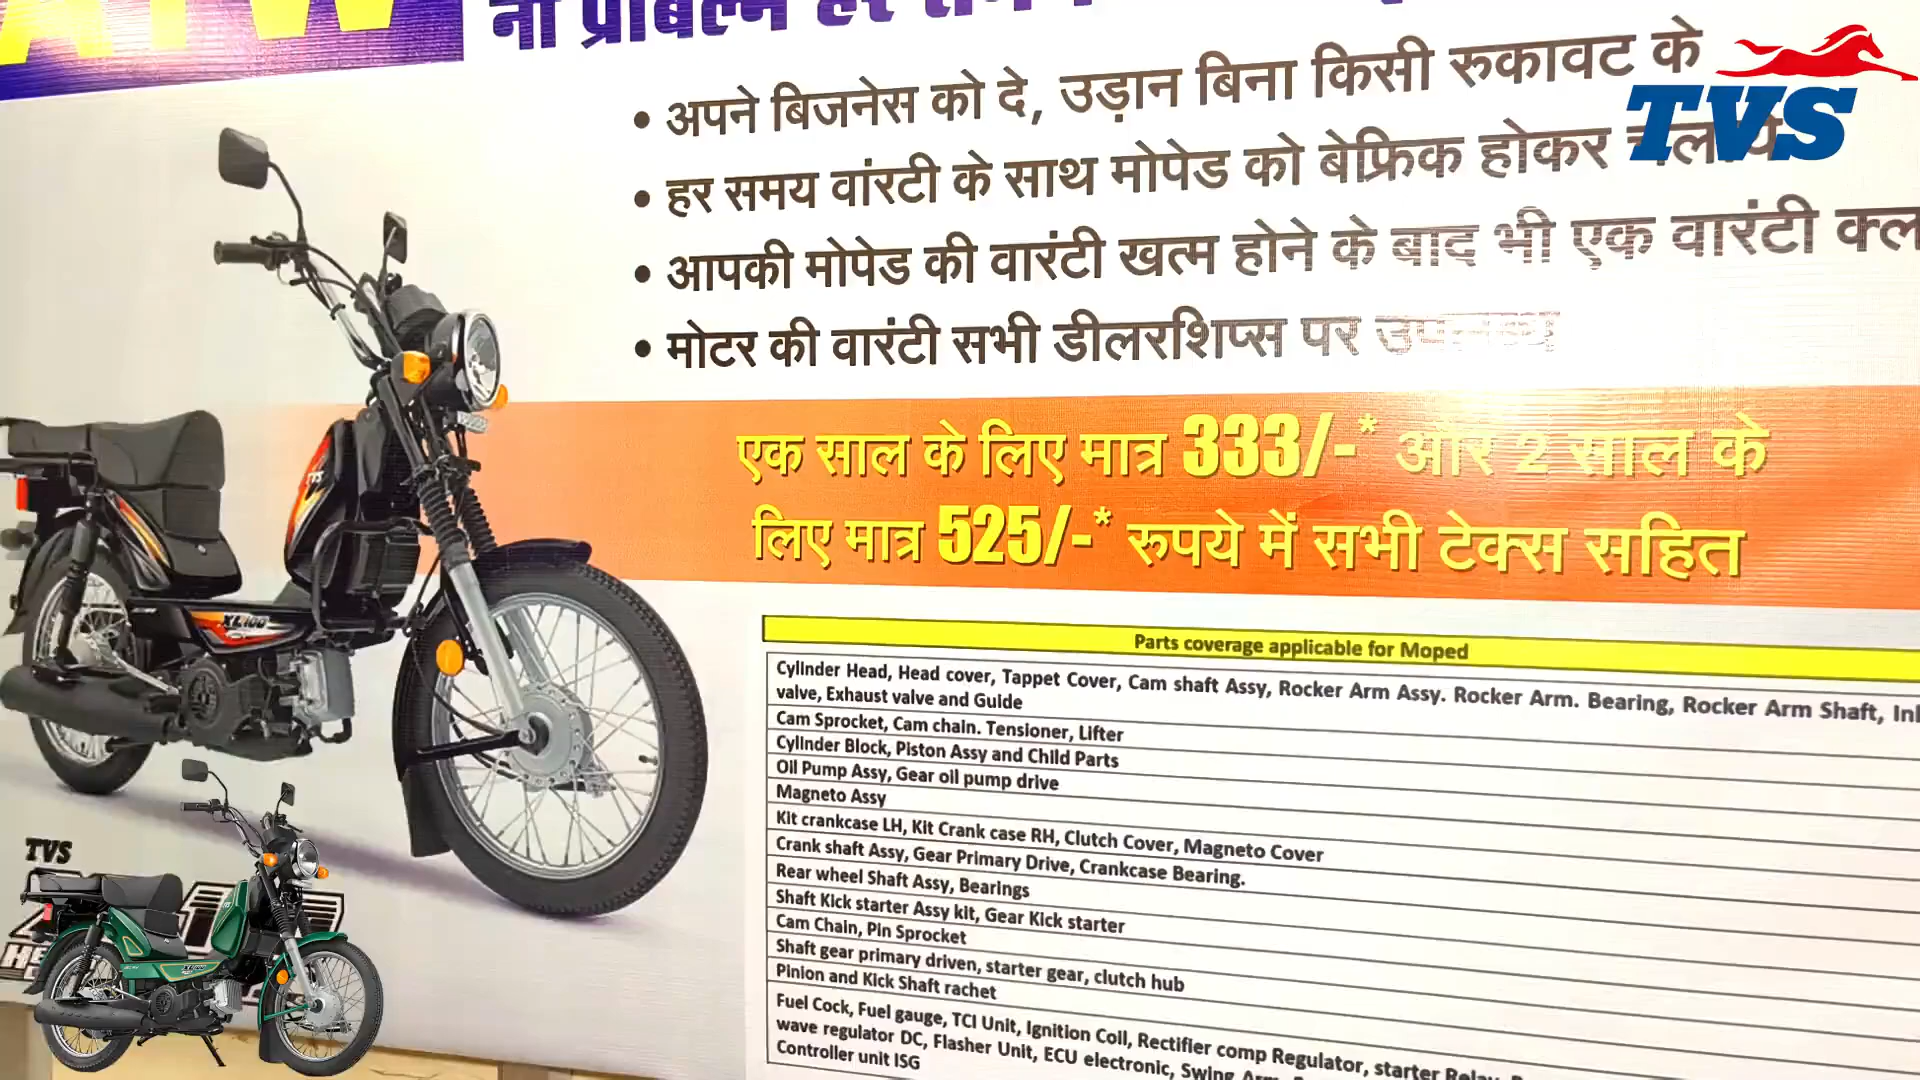 नो प्रॉब्लम हर
• अपने बिजनेस को दे, उड़ान बिना किसी रुकावट के
TVS
• हर समय वांरटी के साथ मोपेड को बेफ्रिक होकर
• आपकी मोपेड की वारंटी खत्म होने के बाद भी एक वारंटी
• मोटर की वारंटी सभी डीलरशिप्स पर
एक साल के लिए मात्र 333/-* और 2 साल के
लिए मात्र 525/-* रुपये में सभी टेक्स सहित
Parts coverage applicable for Moped
Cylinder Head, Head cover, Tappet Cover, Cam shaft Assy, Rocker Arm Assy. Rocker Arm. Bearing, Rocker Arm Shaft,
valve, Exhaust valve and Guide
Cam Sprocket, Cam chain. Tensioner, Lifter
Cylinder Block, Piston Assy and Child Parts
Oil Pump Assy, Gear oil pump drive
Magneto Assy
Kit crankcase LH, Kit Crank case RH, Clutch Cover, Magneto Cover
Crank shaft Assy, Gear Primary Drive, Crankcase Bearing.
Rear wheel Shaft Assy, Bearings
Shaft Kick starter Assy kit, Gear Kick starter
Cam Chain, Pin Sprocket
Shaft gear primary driven, starter gear, clutch hub
Pinion and Kick Shaft rachet
Fuel Cock, Fuel gauge, TCI Unit, Ignition Coil, Rectifier comp Regulator, starter Relay,
wave regulator DC, Flasher Unit, ECU electronic, Swing
Controller unit ISG
TVS
XL100
TVS
XL100